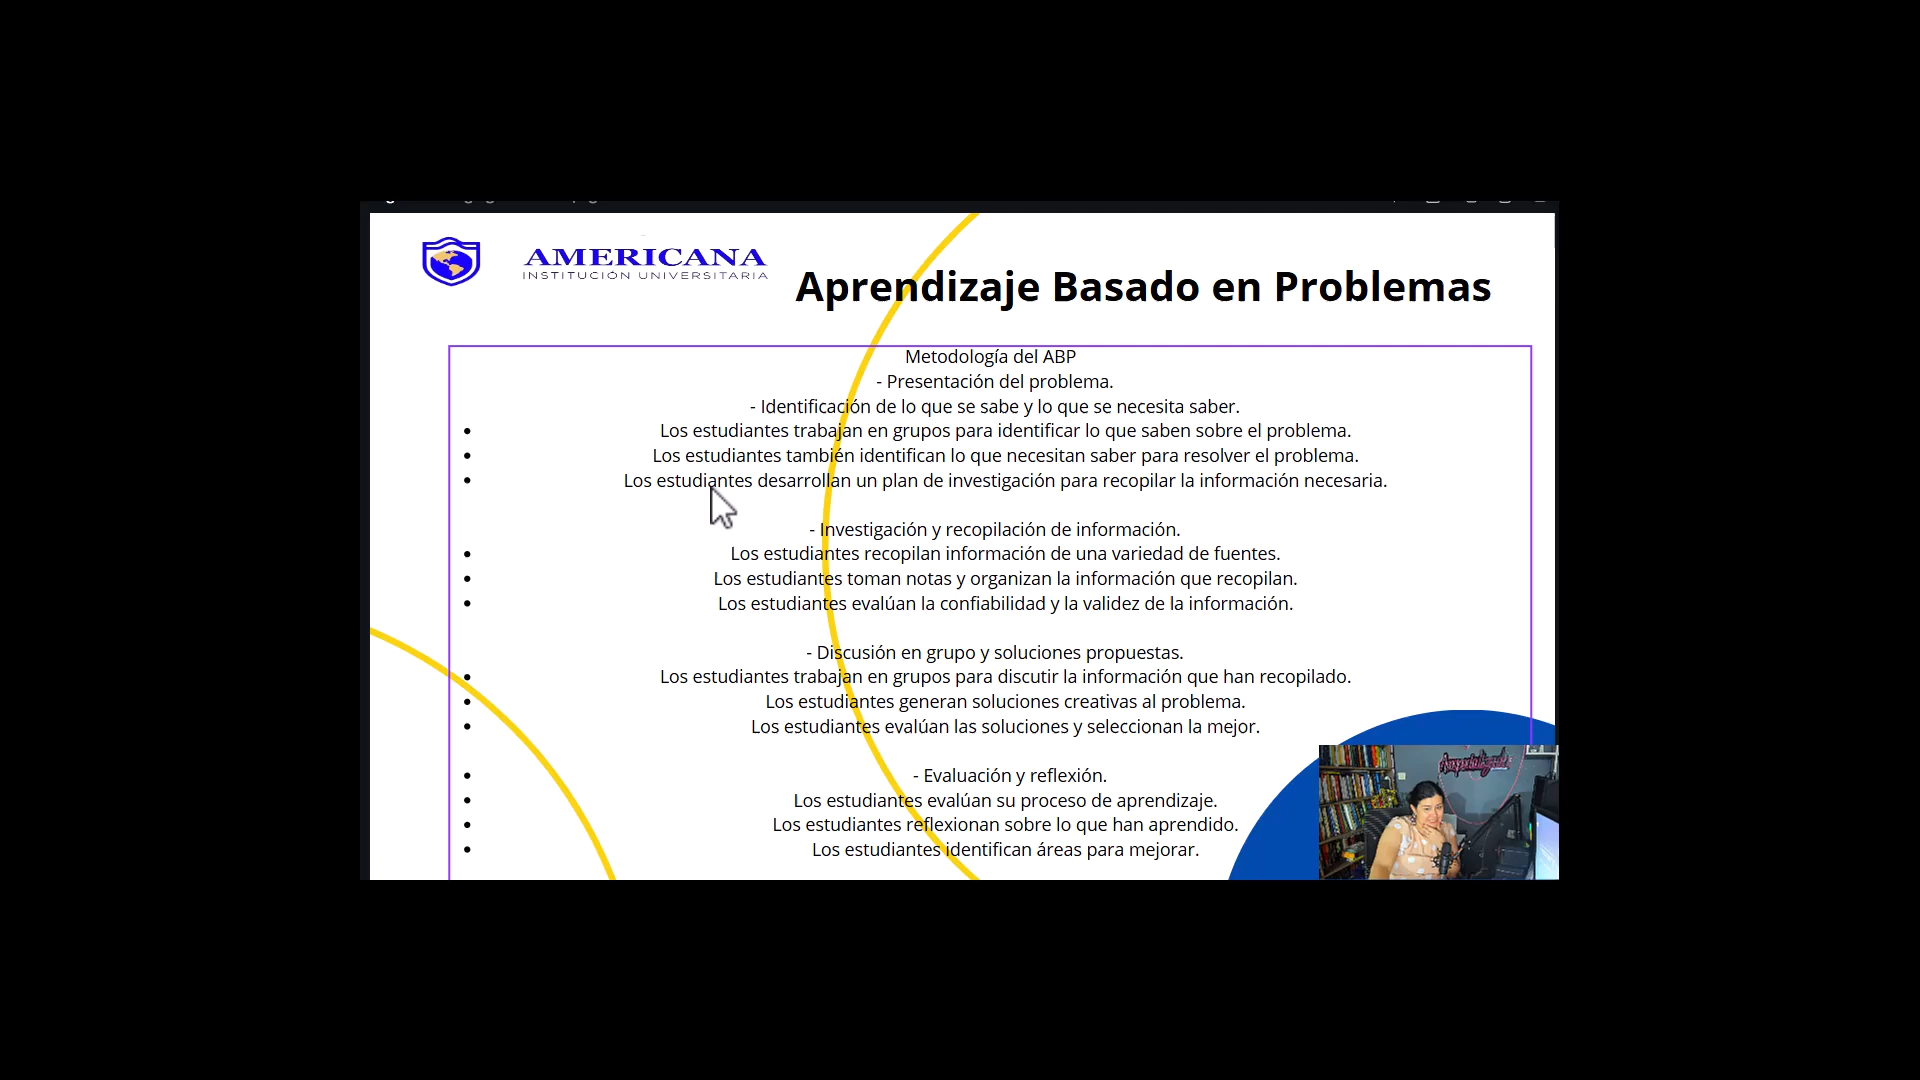 AMERICANA
INSTITUCIÓN UNIVERSITARIA
Aprendizaje Basado en Problemas
Metodología del ABP
- Presentación del problema.
- Identificación de lo que se sabe y lo que se necesita saber.
• Los estudiantes trabajan en grupos para identificar lo que saben sobre el problema.
• Los estudiantes también identifican lo que necesitan saber para resolver el problema.
• Los estudiantes desarrollan un plan de investigación para recopilar la información necesaria.
- Investigación y recopilación de información.
• Los estudiantes recopilan información de una variedad de fuentes.
• Los estudiantes toman notas y organizan la información que recopilan.
• Los estudiantes evalúan la confiabilidad y la validez de la información.
- Discusión en grupo y soluciones propuestas.
• Los estudiantes trabajan en grupos para discutir la información que han recopilado.
• Los estudiantes generan soluciones creativas al problema.
• Los estudiantes evalúan las soluciones y seleccionan la mejor.
• - Evaluación y reflexión.
• Los estudiantes evalúan su proceso de aprendizaje.
• Los estudiantes reflexionan sobre lo que han aprendido.
• Los estudiantes identifican áreas para mejorar.